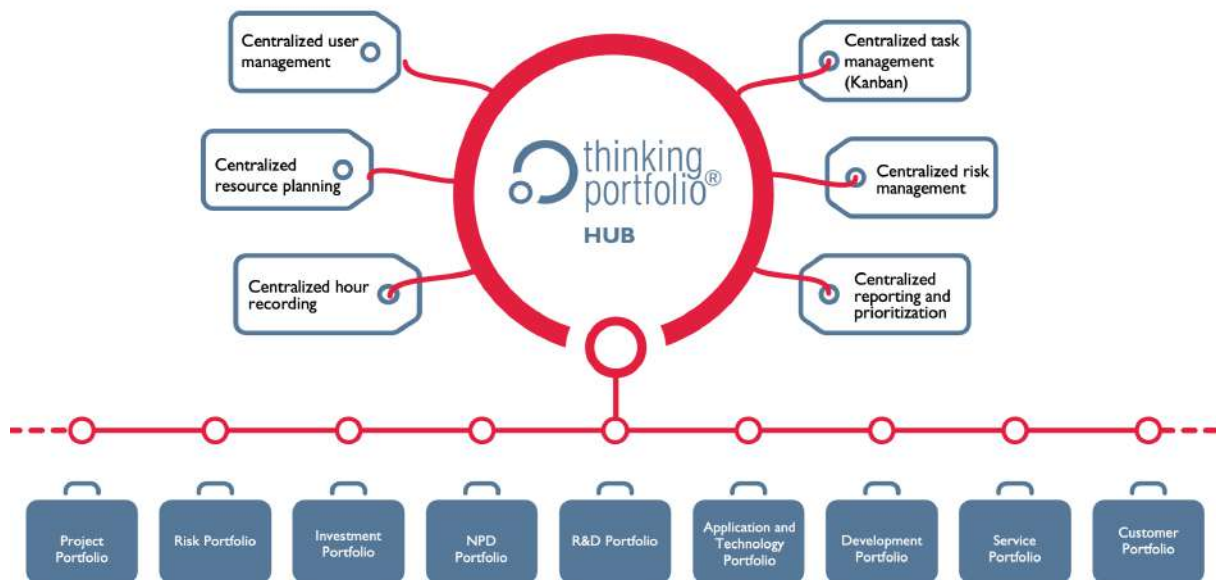 Centralized user
management
Centralized
resource planning
Centralized hour
recording
thinking
portfolio®
HUB
Centralized task
management
(Kanban)
Centralized risk
management
Centralized
reporting and
prioritization
Project
Portfolio
Risk Portfolio
Investment
Portfolio
NPD
Portfolio
R&D Portfolio
Application and
Technology
Portfolio
Development
Portfolio
Service
Portfolio
Customer
Portfolio